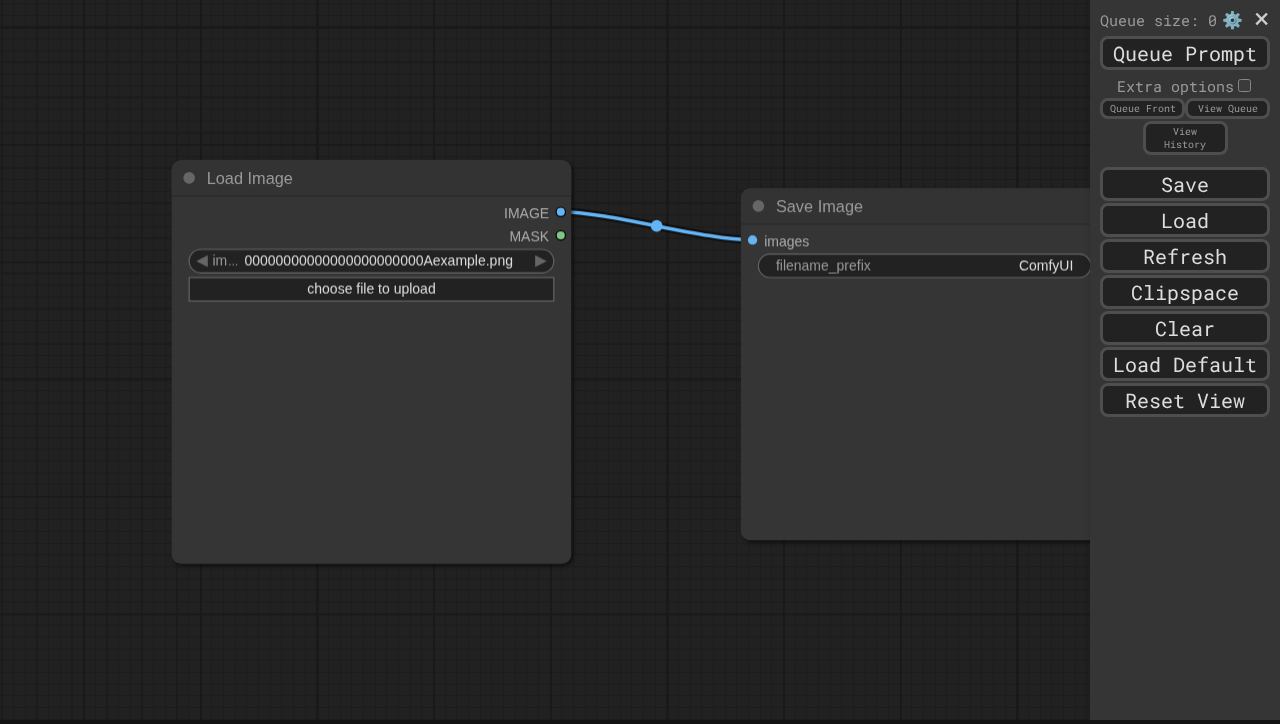 Queue size: 0
Queue Prompt
Extra options
Queue Front
View Queue
View
History
Save
Load
Refresh
Clipspace
Clear
Load Default
Reset View
Load Image
IMAGE
MASK
im... 00000000000000000000000Aexample.png
choose file to upload
Save Image
images
filename_prefix ComfyUI